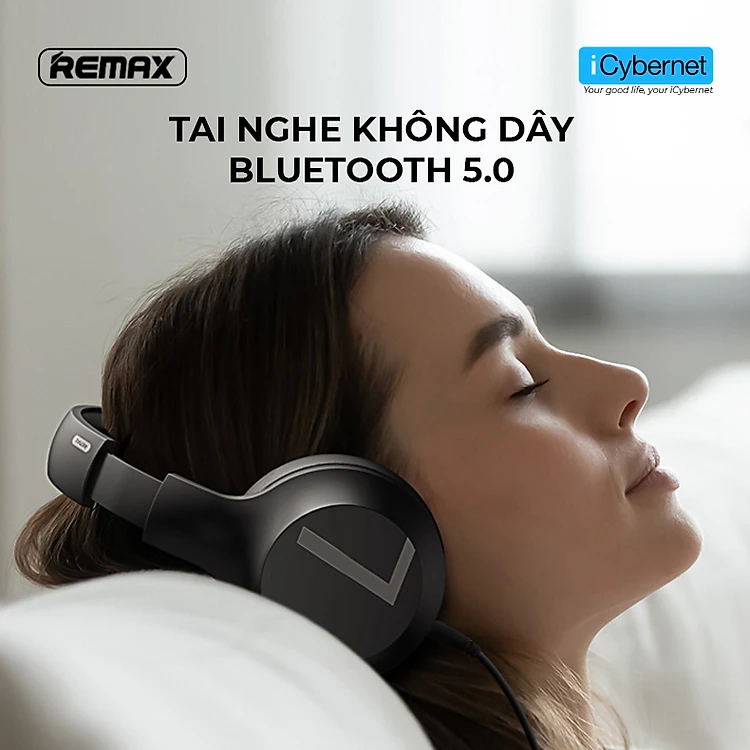 REMAX
iCybernet
Your good life, your iCybernet
TAI NGHE KHÔNG DÂY
BLUETOOTH 5.0